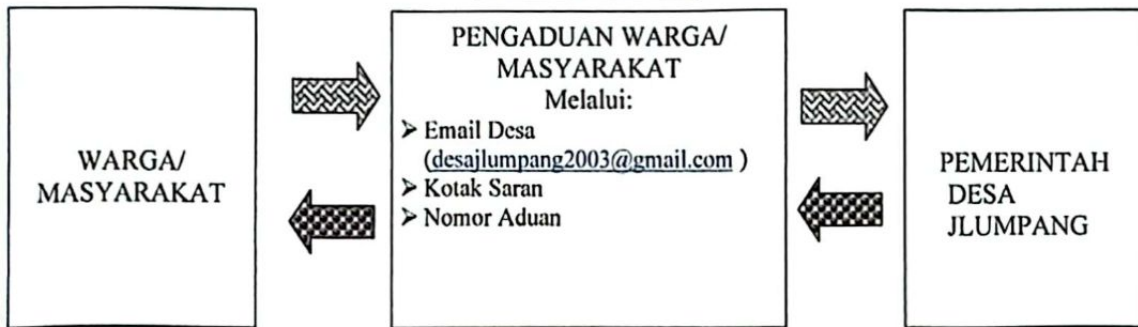 WARGA/
MASYARAKAT
PENGADUAN WARGA/
MASYARAKAT
Melalui:
➢ Email Desa
(desajlumpang2003@gmail.com )
➢ Kotak Saran
➢ Nomor Aduan
PEMERINTAH
DESA
JLUMPANG